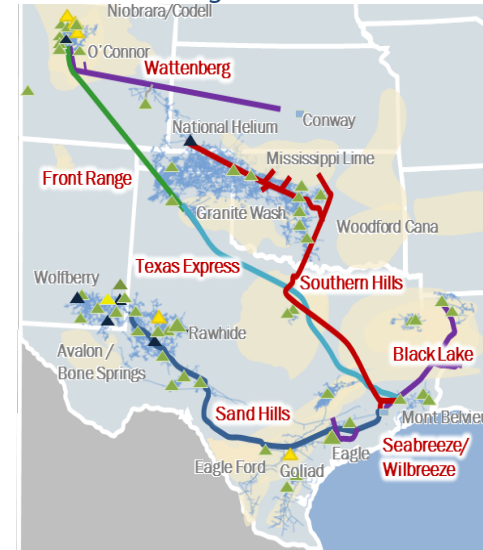 Niobrara/Codell
O'Connor
Wattenberg
National Helium
Conway
Mississippi Lime
Front Range
Granite Wash
Woodford Cana
Texas Express
Southern Hills
Wolfberry
Rawhide
Avalon /
Bone Springs
Black Lake
Sand Hills
Mont Belvieu
Eagle Ford
Goliad
Eagle
Seabreeze/
Wilbreeze